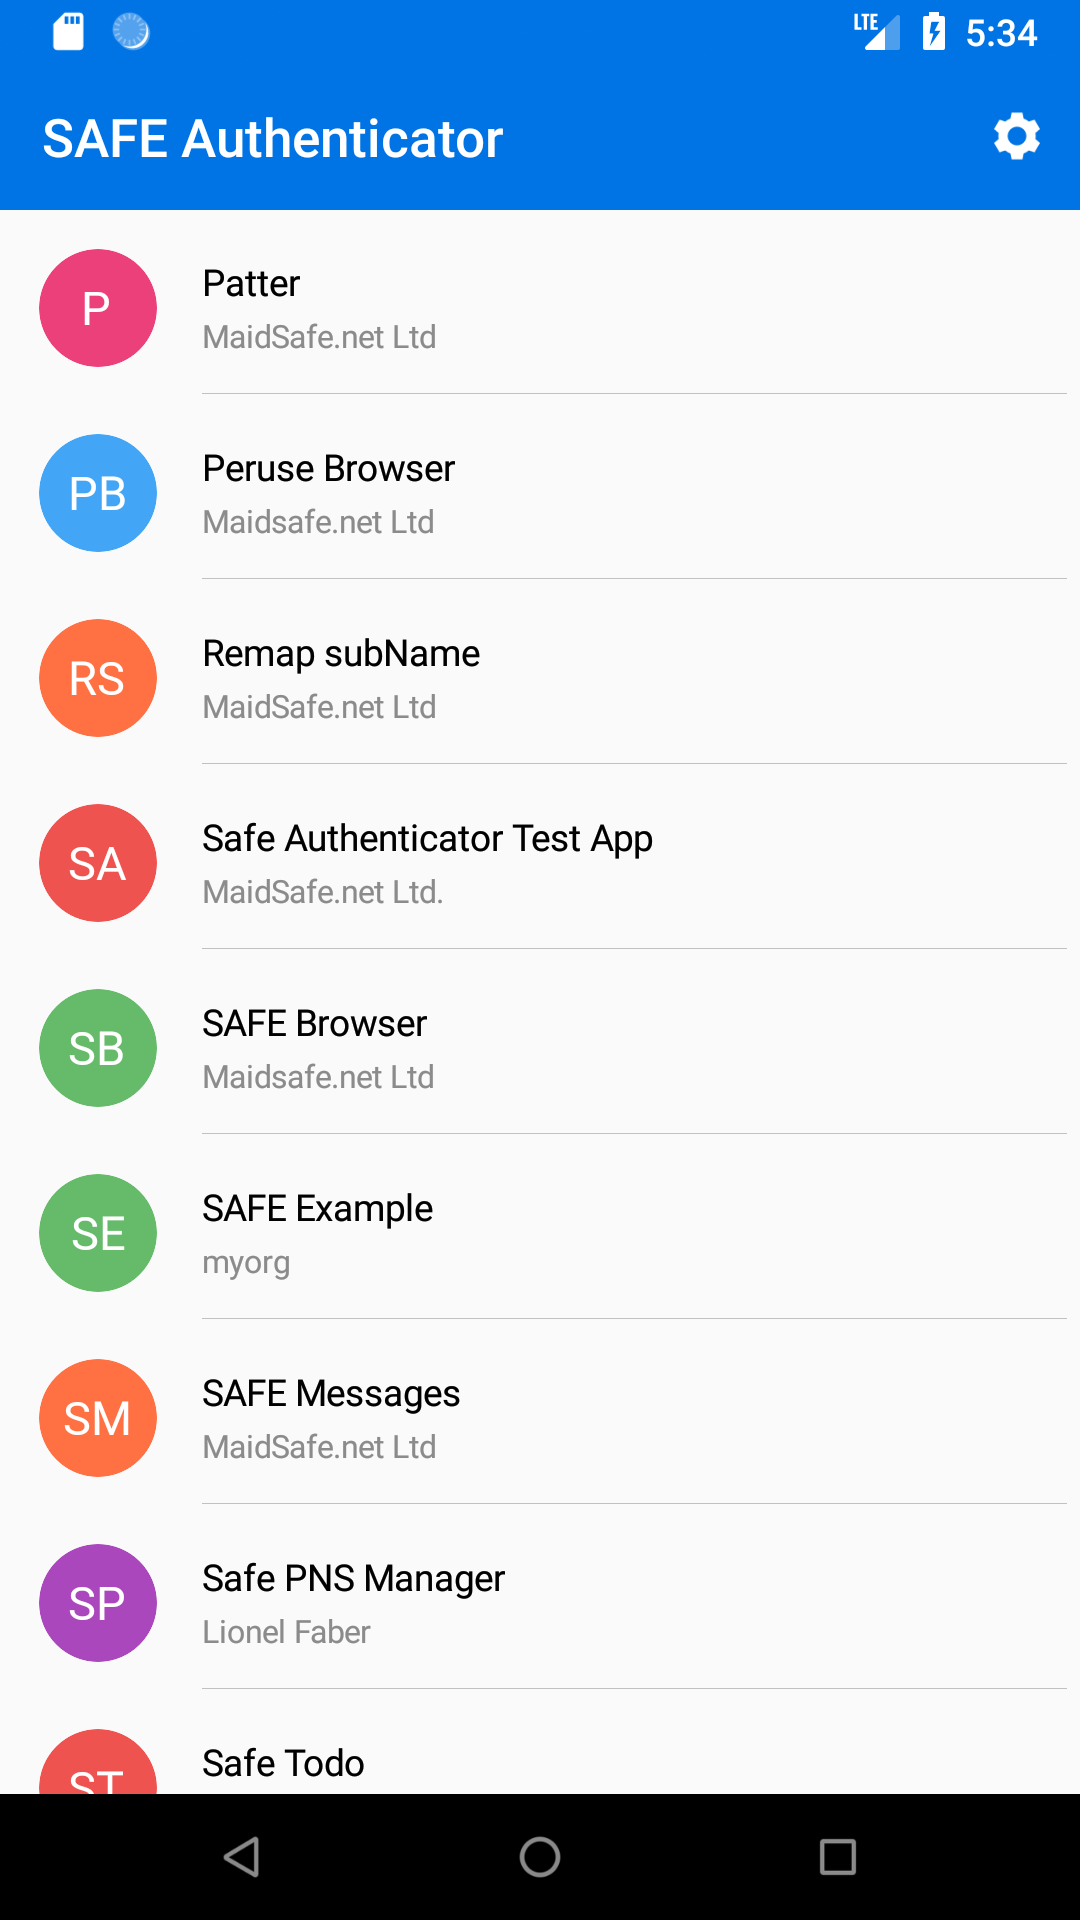 LTE 5:34
SAFE Authenticator
P
Patter
MaidSafe.net Ltd
PB
Peruse Browser
Maidsafe.net Ltd
RS
Remap subName
MaidSafe.net Ltd
SA
Safe Authenticator Test App
MaidSafe.net Ltd.
SB
SAFE Browser
Maidsafe.net Ltd
SE
SAFE Example
myorg
SM
SAFE Messages
MaidSafe.net Ltd
SP
Safe PNS Manager
Lionel Faber
ST
Safe Todo